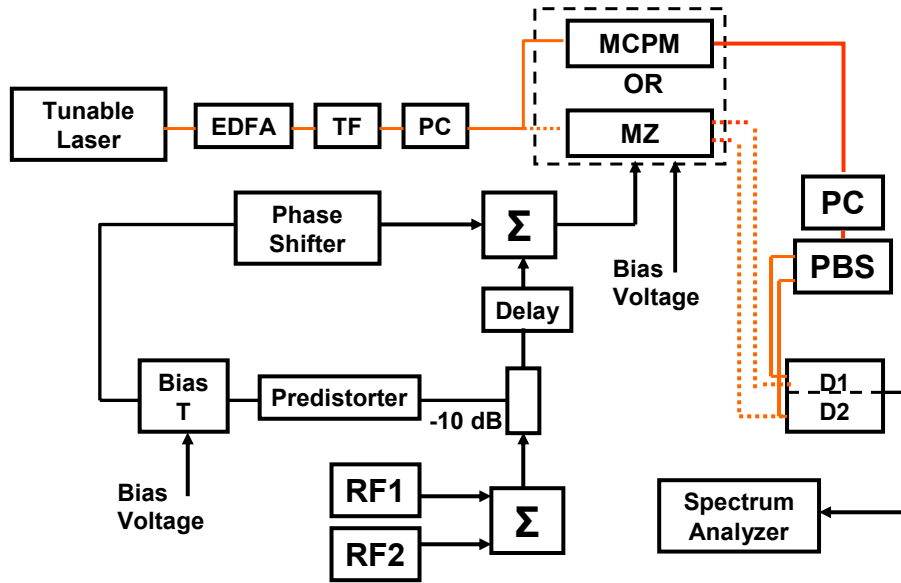 MCPM
OR
MZ
Tunable
Laser
EDFA
TF
PC
Phase
Shifter
Σ
PC
PBS
Bias
Voltage
Delay
Bias
T
Predistorter
-10 dB
D1
D2
Bias
Voltage
RF1
RF2
Σ
Spectrum
Analyzer